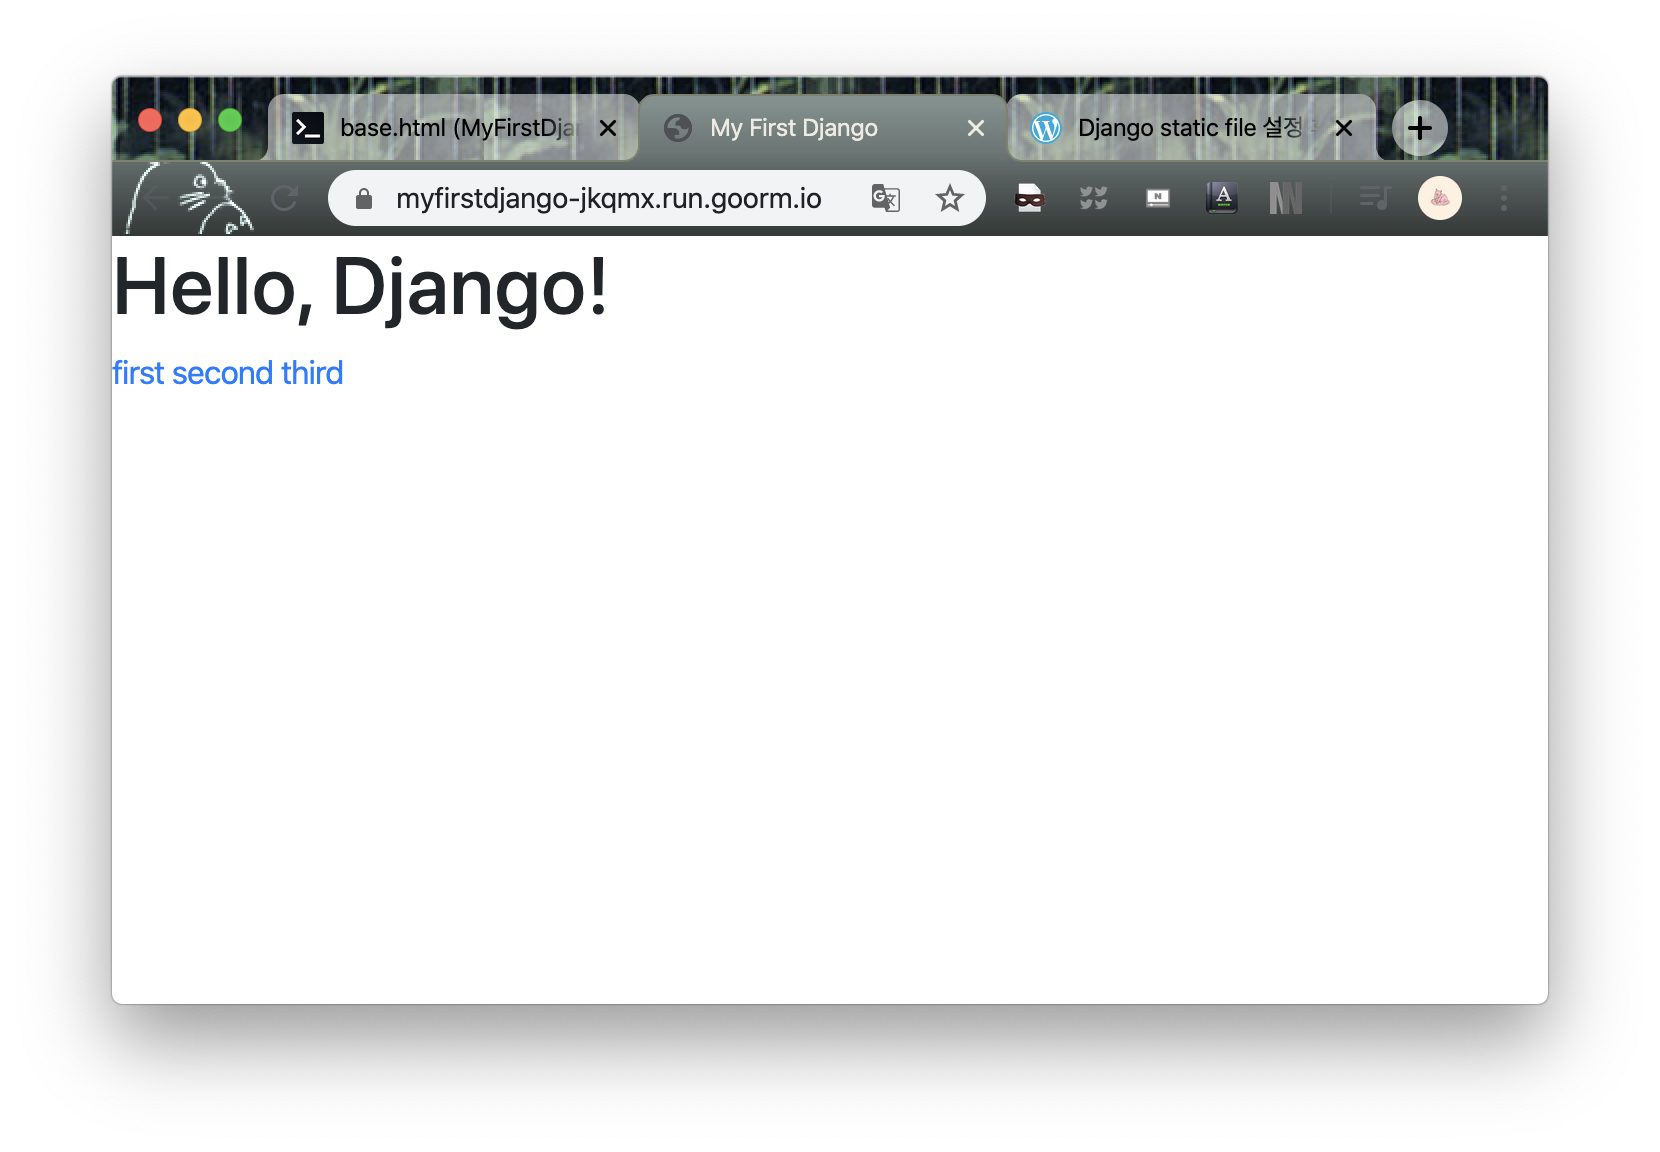 base.html (MyFirstDja
My First Django
Django static file 설정
myfirstdjango-jkqmx.run.goorm.io
Hello, Django!
first second third